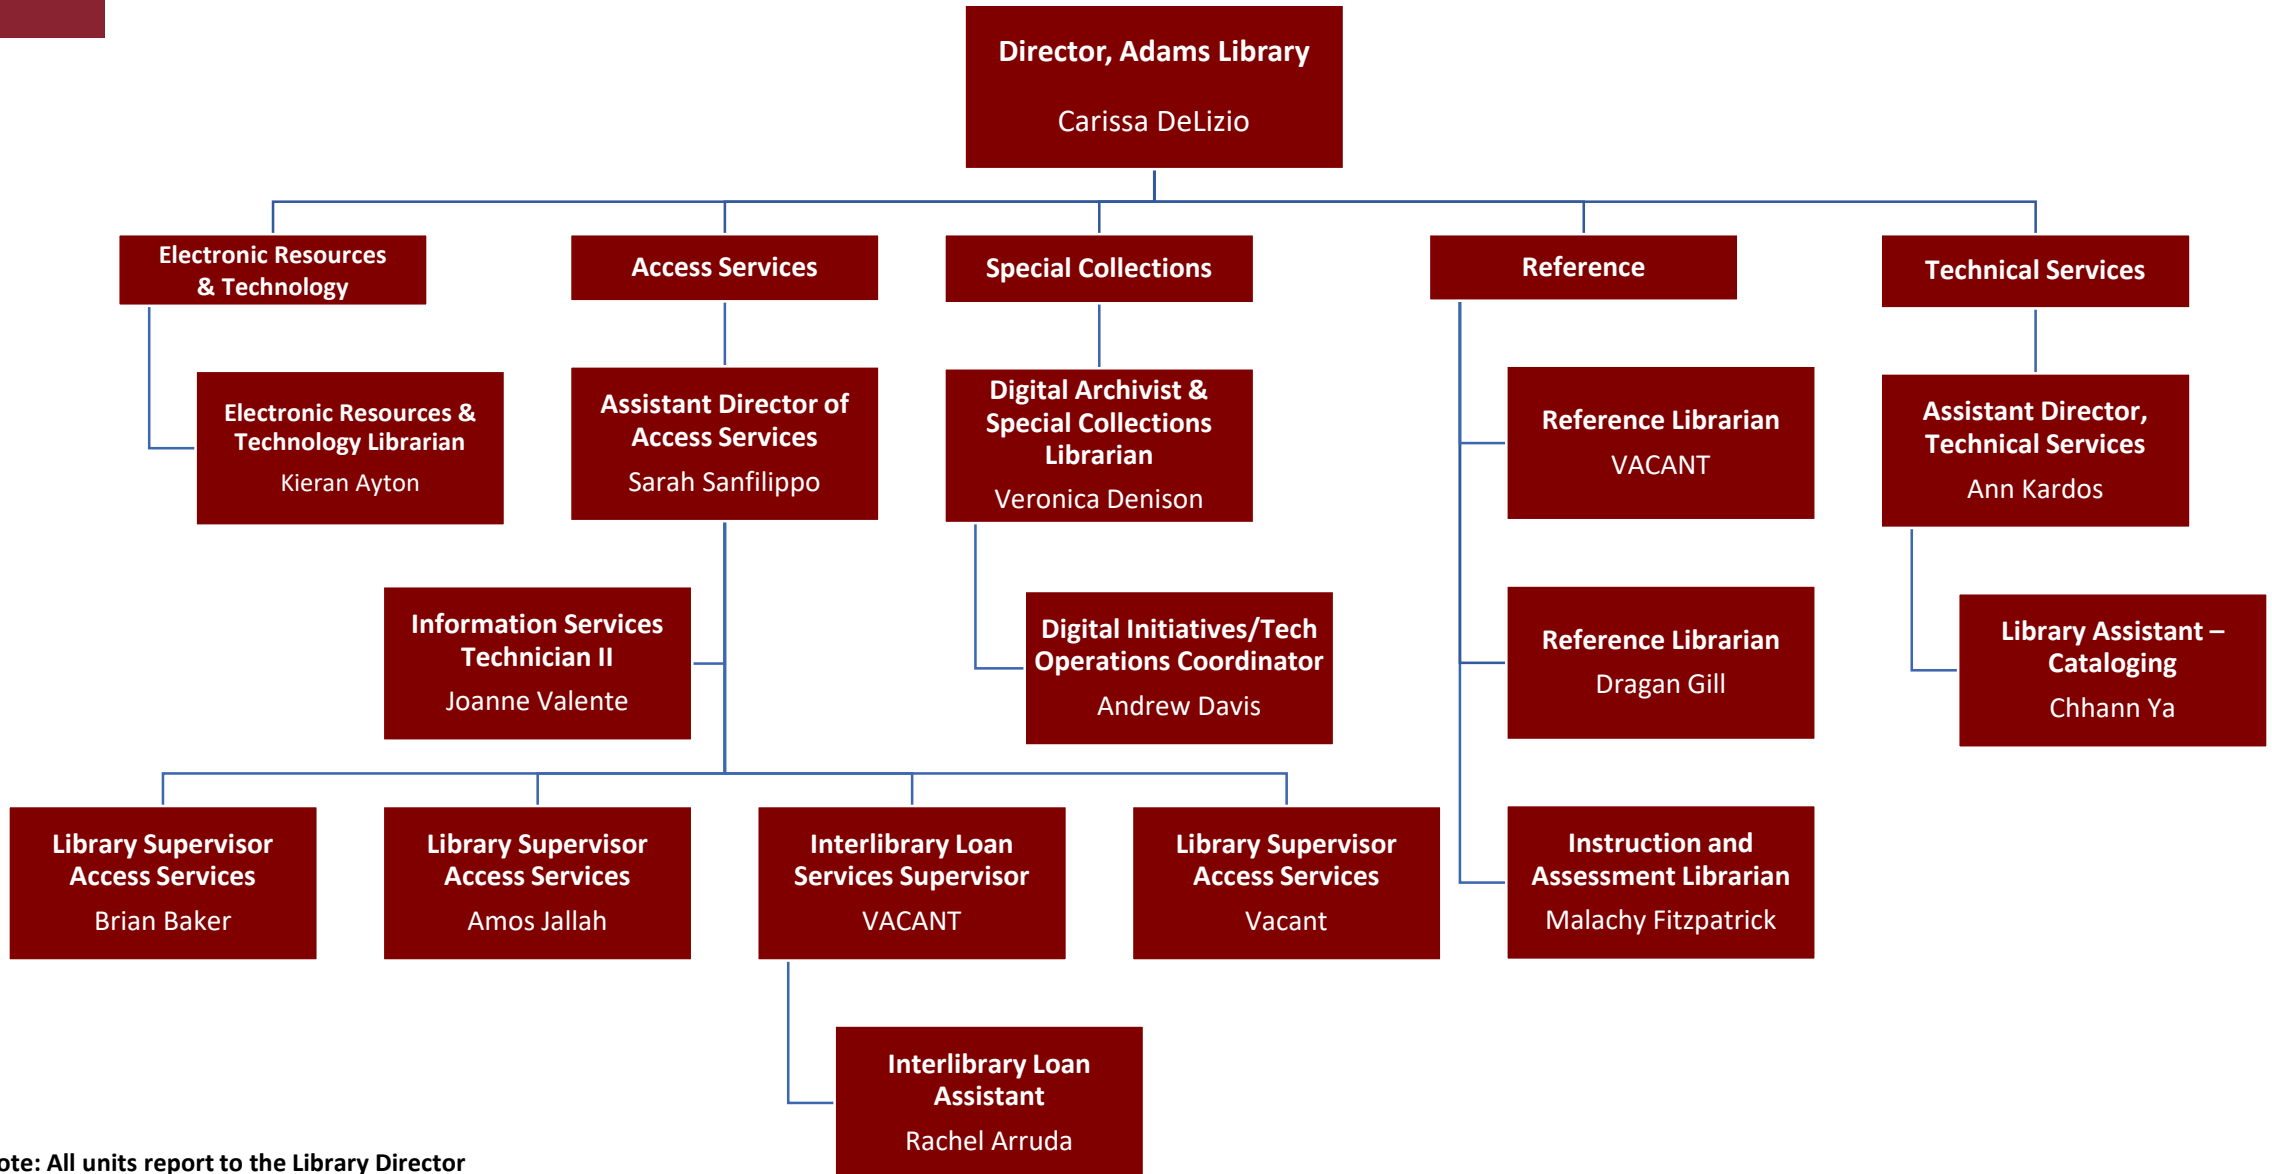 Director, Adams Library
Carissa DeLizio
Electronic Resources
& Technology
Access Services
Special Collections
Reference
Technical Services
Electronic Resources &
Technology Librarian
Kieran Ayton
Assistant Director of
Access Services
Sarah Sanfilippo
Digital Archivist &
Special Collections
Librarian
Veronica Denison
Reference Librarian
VACANT
Assistant Director,
Technical Services
Ann Kardos
Information Services
Technician II
Joanne Valente
Digital Initiatives/Tech
Operations Coordinator
Andrew Davis
Reference Librarian
Dragan Gill
Library Assistant –
Cataloging
Chhann Ya
Library Supervisor
Access Services
Brian Baker
Library Supervisor
Access Services
Amos Jallah
Interlibrary Loan
Services Supervisor
VACANT
Library Supervisor
Access Services
Vacant
Instruction and
Assessment Librarian
Malachy Fitzpatrick
Interlibrary Loan
Assistant
Rachel Arruda
ote: All units report to the Library Director